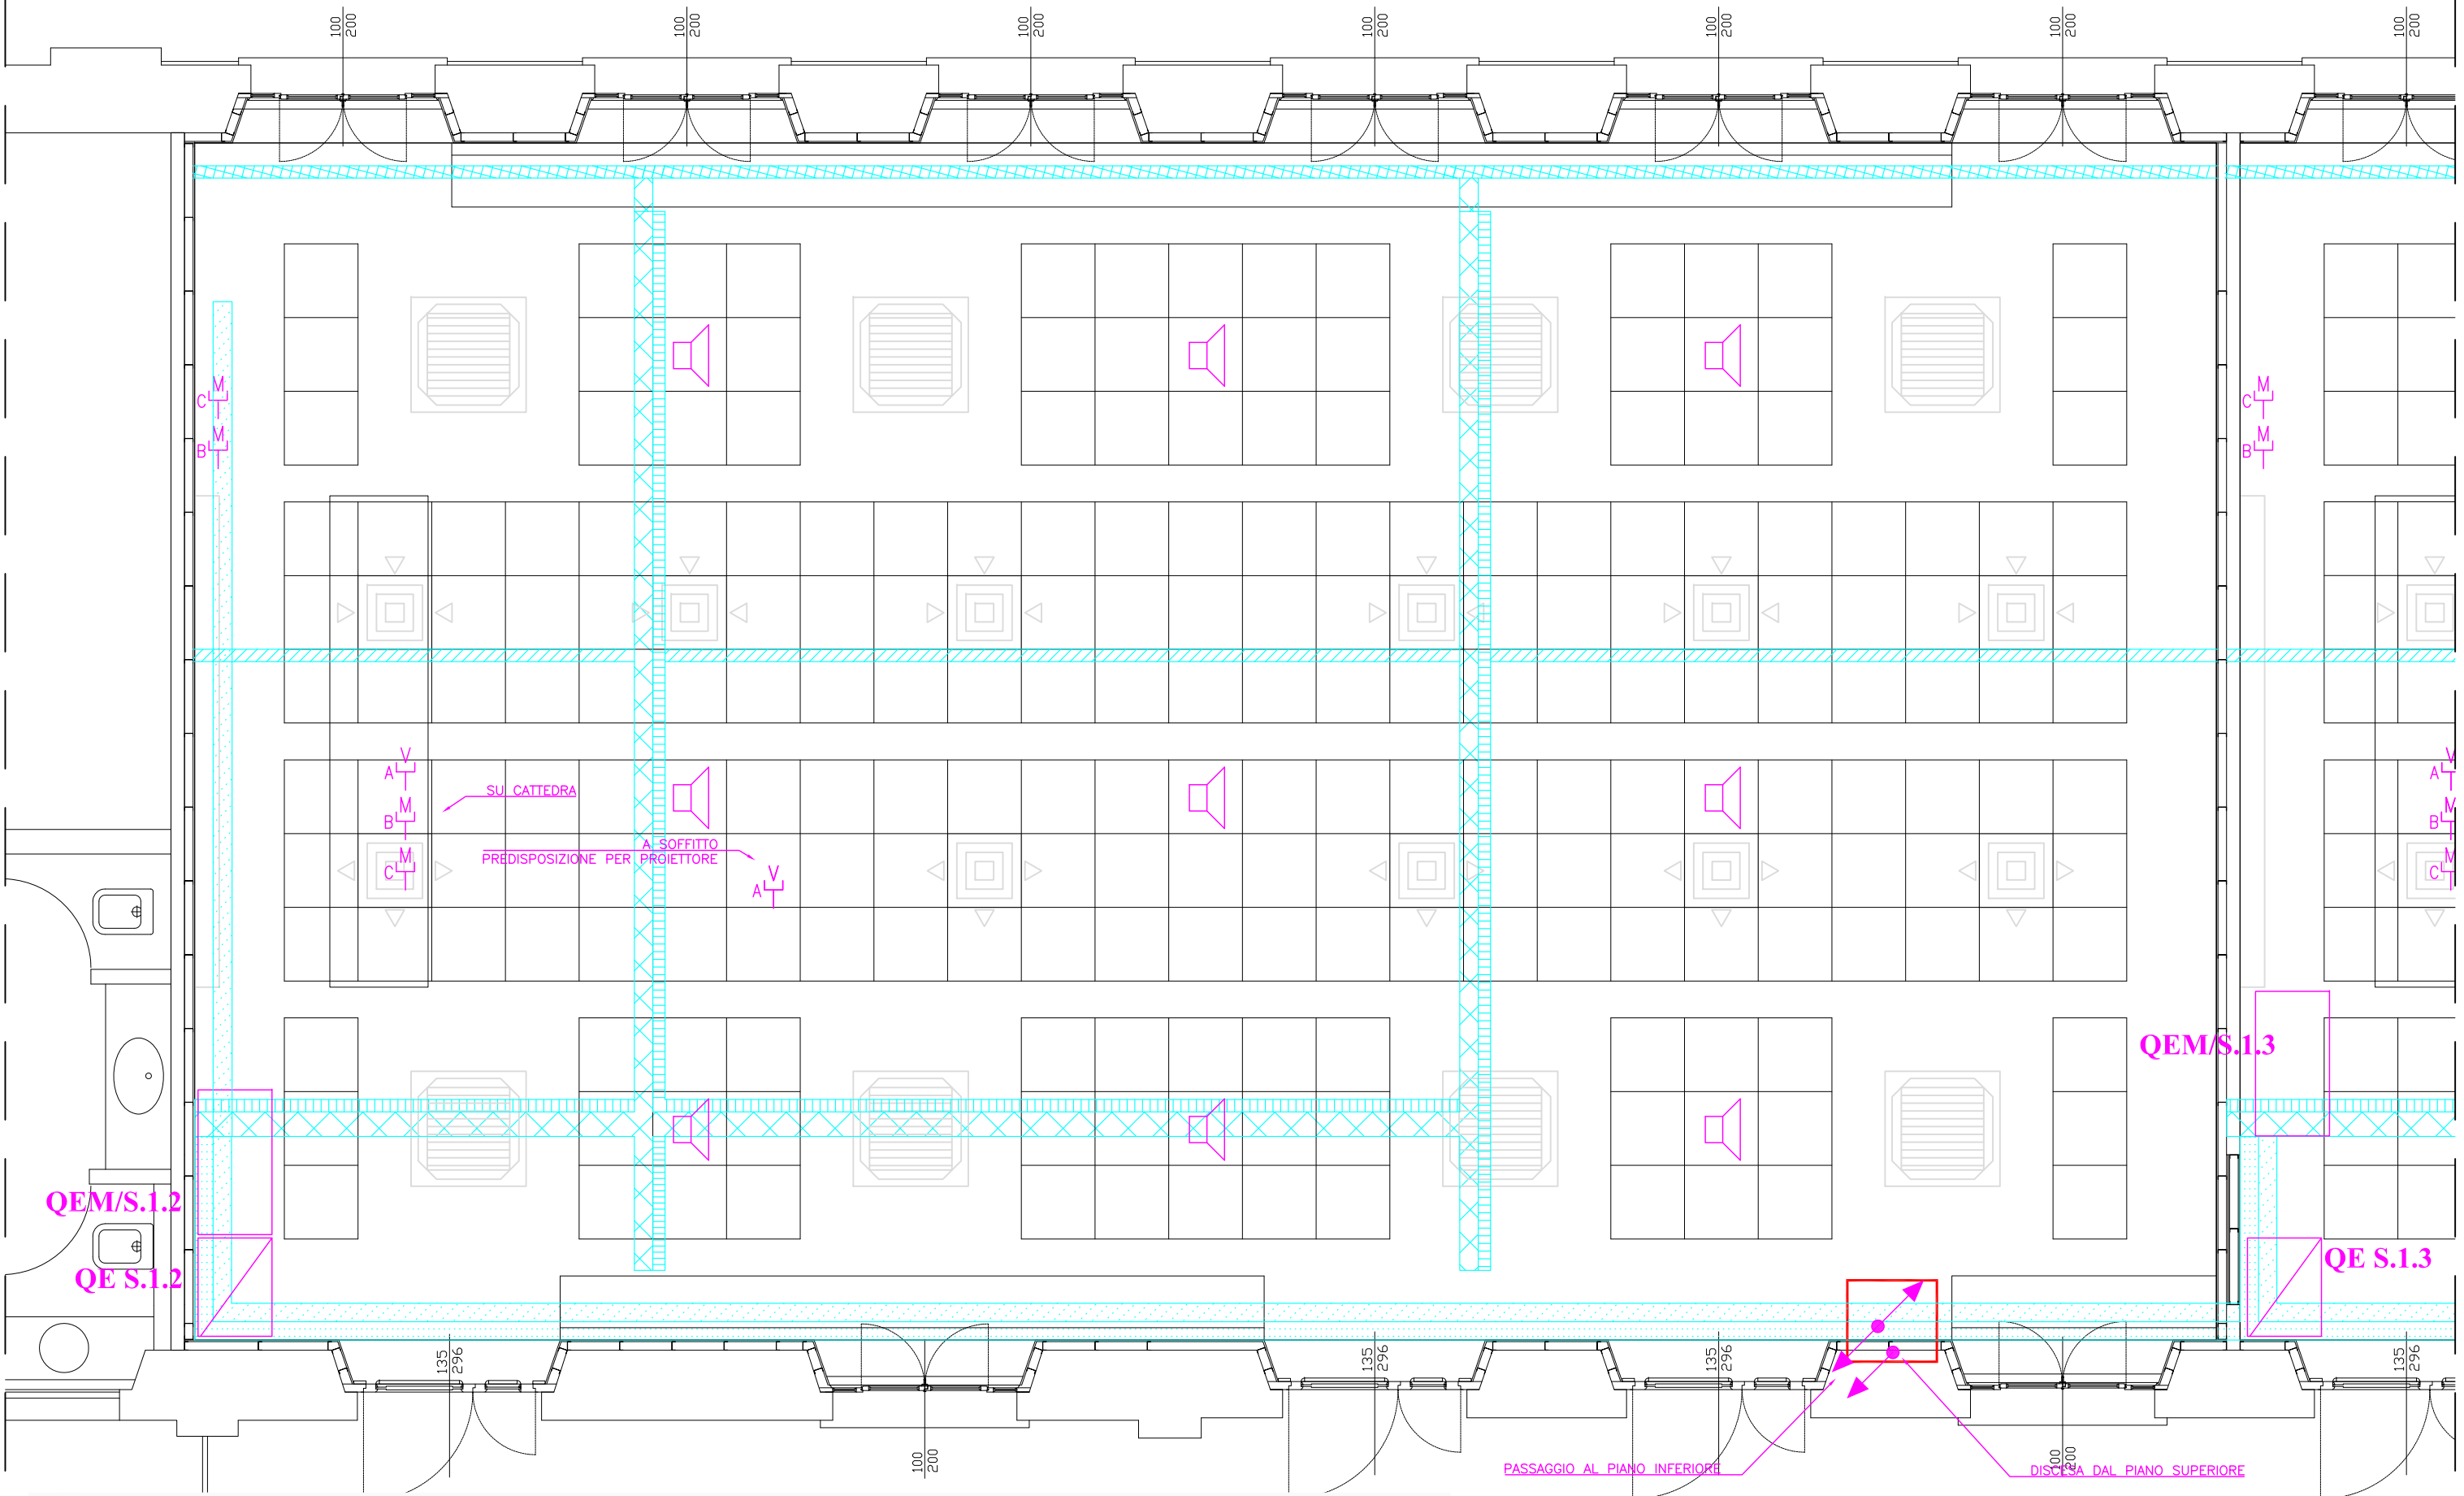 100
200
100
200
100
200
100
200
100
200
100
200
100
200
M
C
M
B
M
C
M
B
V
A
SU CATTEDRA
M
B
A SOFFITTO
PREDISPOSIZIONE PER PROIETTORE
M
C
V
A
V
A
M
B
M
C
QEM/S.1.3
QEM/S.1.2
QE S.1.2
QE S.1.3
135
296
135
296
135
296
135
296
100
200
100
200
PASSAGGIO AL PIANO INFERIORE
DISCESA DAL PIANO SUPERIORE